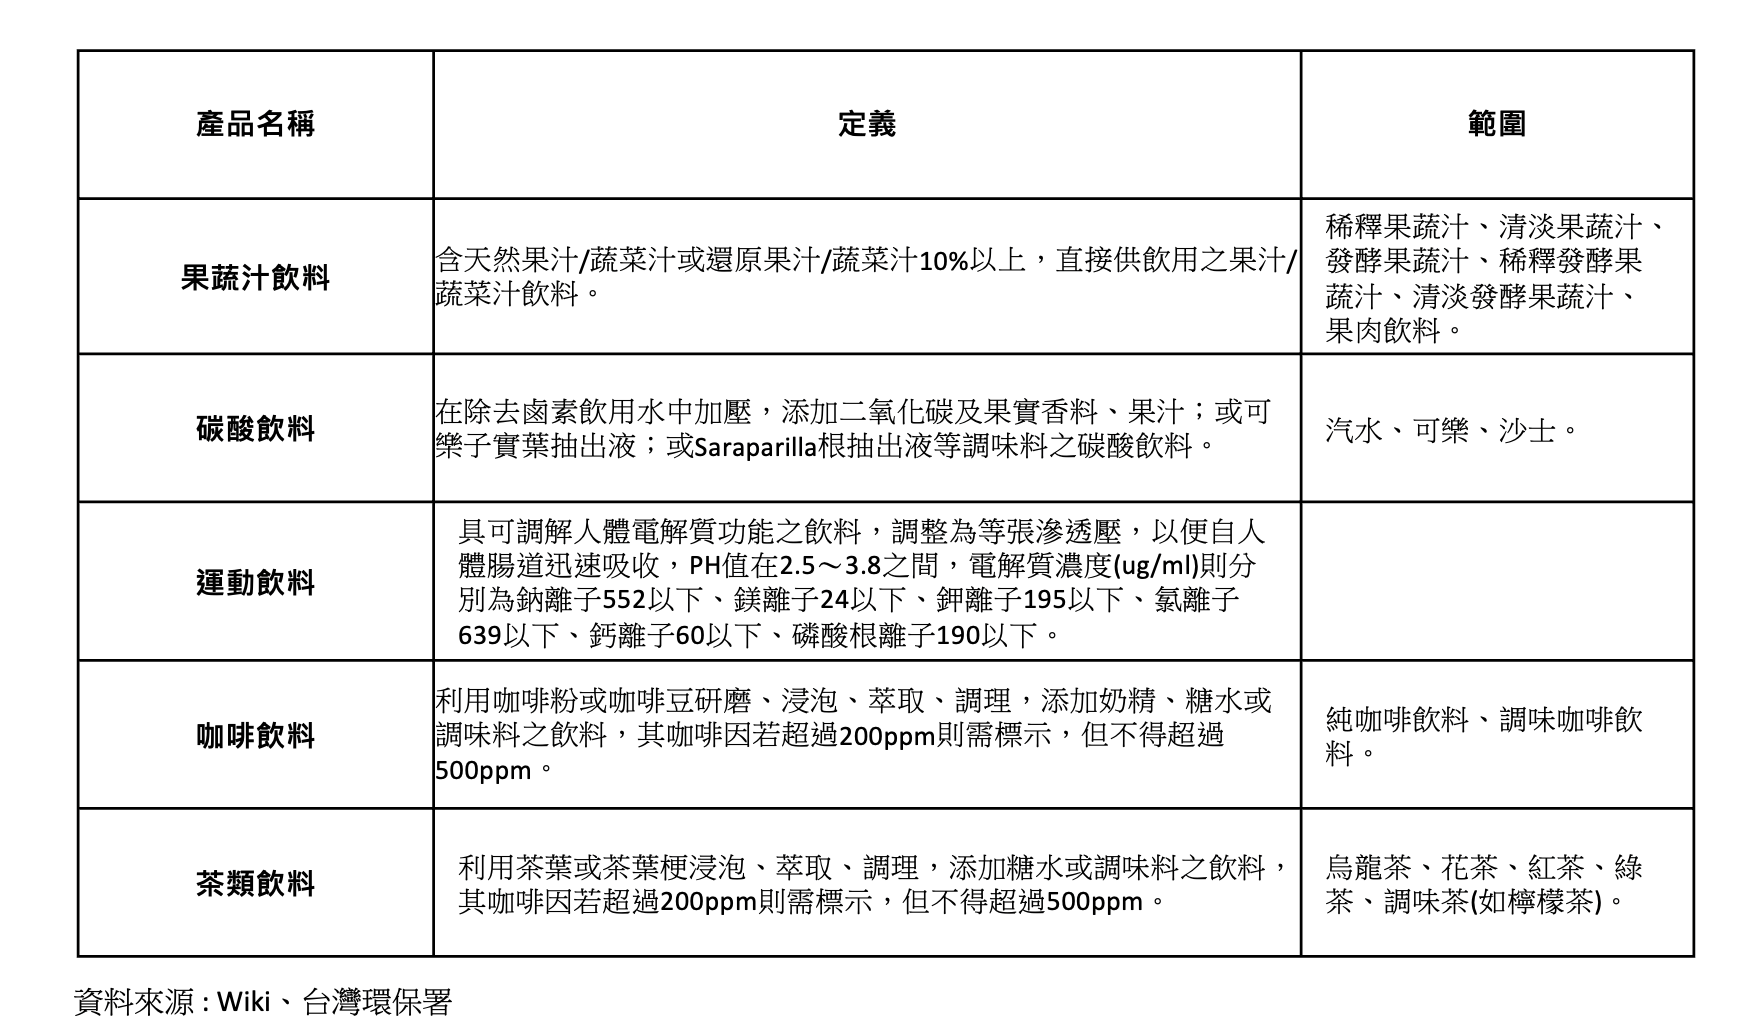 產品名稱
定義
範圍
果蔬汁飲料
含天然果汁/蔬菜汁或還原果汁/蔬菜汁10%以上，直接供飲用之果汁/
蔬菜汁飲料。
稀釋果蔬汁、清淡果蔬汁、
發酵果蔬汁、稀釋發酵果
蔬汁、清淡發酵果蔬汁、
果肉飲料。
碳酸飲料
在除去鹵素飲用水中加壓，添加二氧化碳及果實香料、果汁；或可
樂子實葉抽出液；或Saraparilla根抽出液等調味料之碳酸飲料。
汽水、可樂、沙士。
運動飲料
具可調解人體電解質功能之飲料，調整為等張滲透壓，以便自人
體腸道迅速吸收，PH值在2.5～3.8之間，電解質濃度(ug/ml)則分
別為鈉離子552以下、鎂離子24以下、鉀離子195以下、氯離子
639以下、鈣離子60以下、磷酸根離子190以下。
咖啡飲料
利用咖啡粉或咖啡豆研磨、浸泡、萃取、調理，添加奶精、糖水或
調味料之飲料，其咖啡因若超過200ppm則需標示，但不得超過
500ppm。
純咖啡飲料、調味咖啡飲
料。
茶類飲料
利用茶葉或茶葉梗浸泡、萃取、調理，添加糖水或調味料之飲料，
其咖啡因若超過200ppm則需標示，但不得超過500ppm。
烏龍茶、花茶、紅茶、綠
茶、調味茶(如檸檬茶)。
資料來源 : Wiki、台灣環保署